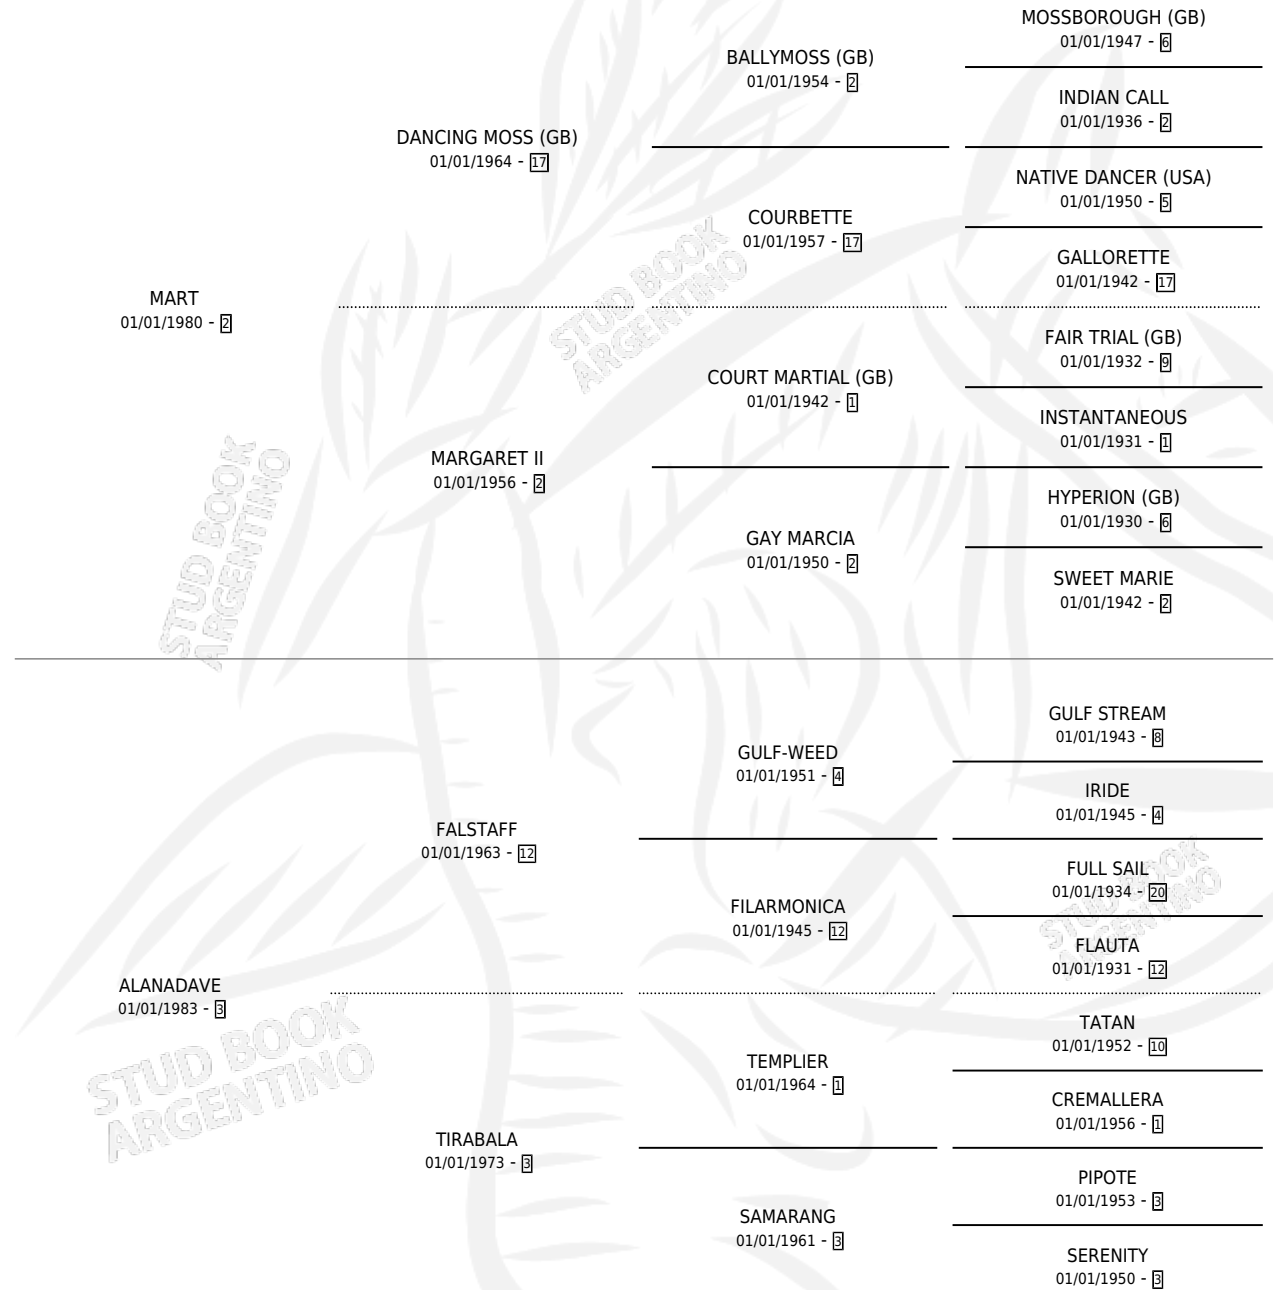 MOSSBOROUGH (GB)
01/01/1947 - 6
BALLYMOSS (GB)
01/01/1954 - 2
INDIAN CALL
01/01/1936 - 2
DANCING MOSS (GB)
01/01/1964 - 17
NATIVE DANCER (USA)
01/01/1950 - 5
COURBETTE
01/01/1957 - 17
GALLORETTE
01/01/1942 - 17
MART
01/01/1980 - 2
FAIR TRIAL (GB)
01/01/1932 - 9
COURT MARTIAL (GB)
01/01/1942 - 1
INSTANTANEOUS
01/01/1931 - 1
MARGARET II
01/01/1956 - 2
HYPERION (GB)
01/01/1930 - 6
GAY MARCIA
01/01/1950 - 2
SWEET MARIE
01/01/1942 - 2
GULF STREAM
01/01/1943 - 8
GULF-WEED
01/01/1951 - 4
IRIDE
01/01/1945 - 4
FALSTAFF
01/01/1963 - 12
FULL SAIL
01/01/1934 - 20
FILARMONICA
01/01/1945 - 12
FLAUTA
01/01/1931 - 12
ALANADAVE
01/01/1983 - 3
TATAN
01/01/1952 - 10
TEMPLIER
01/01/1964 - 1
CREMALLERA
01/01/1956 - 1
TIRABALA
01/01/1973 - 3
PIPOTE
01/01/1953 - 3
SAMARANG
01/01/1961 - 3
SERENITY
01/01/1950 - 3
STUD BOOK
ARGENTINO
STUD BOOK
ARGENTINO
STUD BOOK
ARGENTINO
STUD BOOK
ARGENTINO